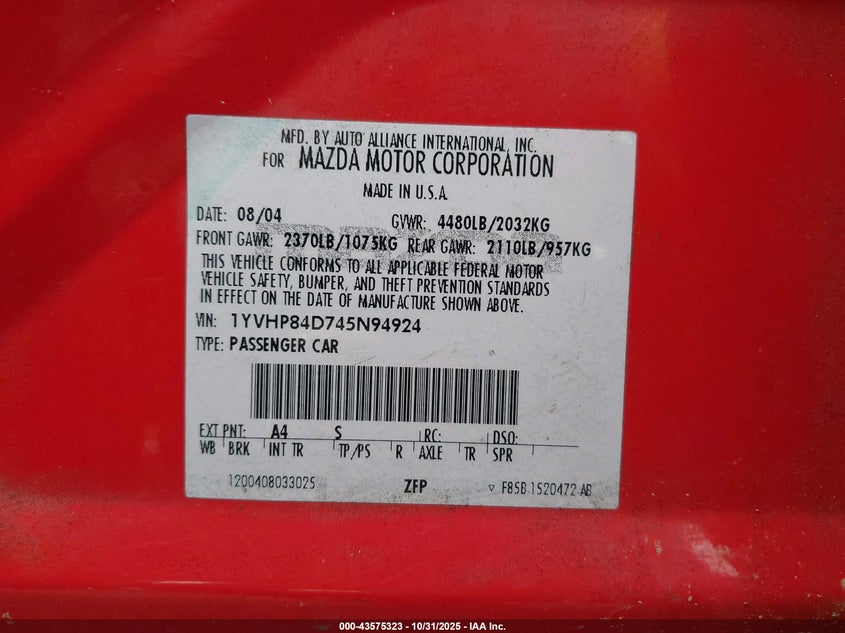 MFD. BY AUTO ALLIANCE INTERNATIONAL, INC.
FOR MAZDA MOTOR CORPORATION
MADE IN U.S.A.
DATE: 08/04 GVWR: 4480LB/2032KG
FRONT GAWR: 2370LB/1075KG REAR GAWR: 2110LB/957KG
THIS VEHICLE CONFORMS TO ALL APPLICABLE FEDERAL MOTOR
VEHICLE SAFETY, BUMPER, AND THEFT PREVENTION STANDARDS
IN EFFECT ON THE DATE OF MANUFACTURE SHOWN ABOVE.
VIN: 1YVHP84D745N94924
TYPE: PASSENGER CAR
EXT PNT: A4 S RC: DSO:
WB BRK INT TR TP/PS R AXLE TR SPR
1200408033025 ZFP ▽ F85B-1520472-AB
000-43575323 - 10/31/2025 - IAA Inc.